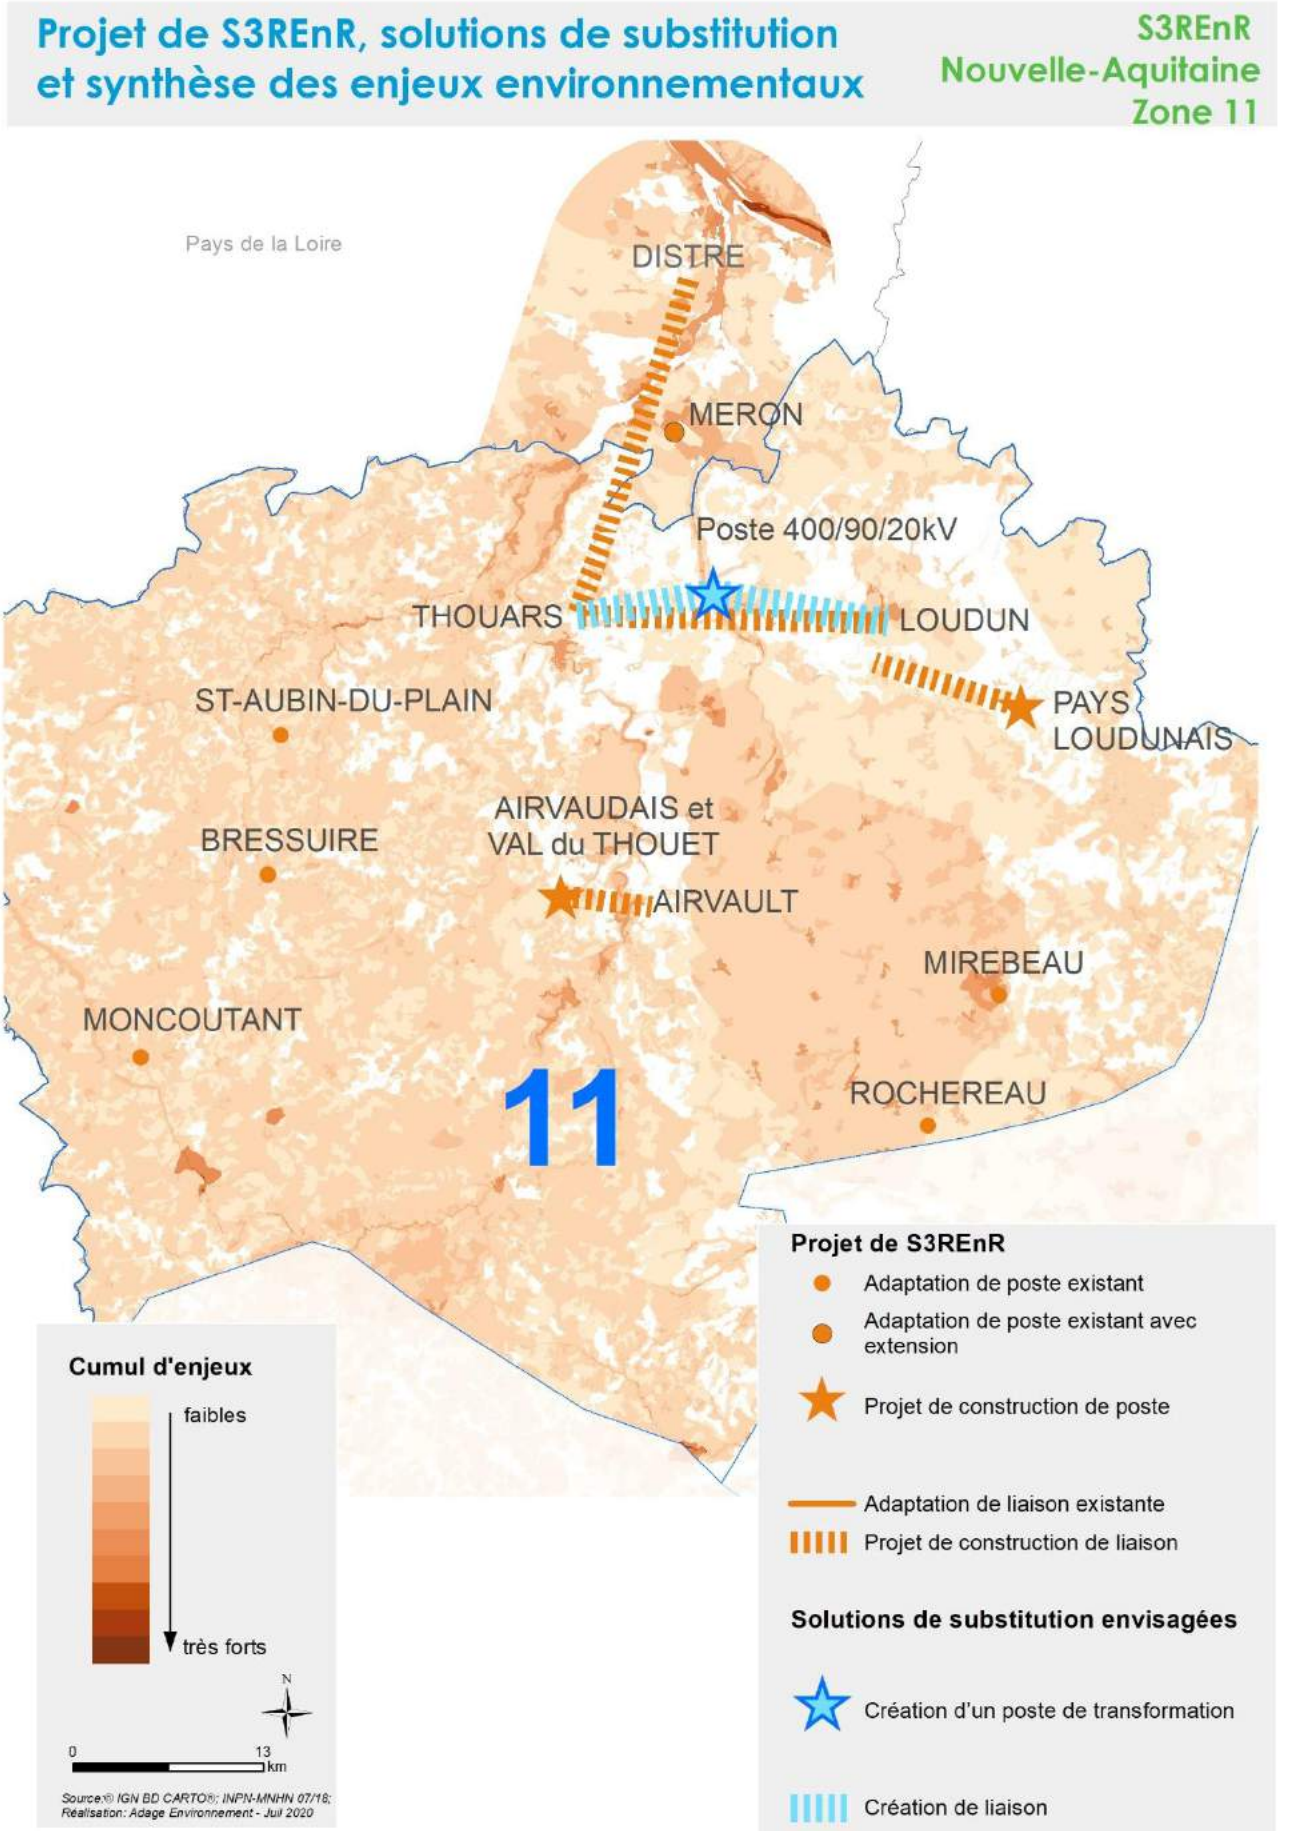 Projet de S3REnR, solutions de substitution
et synthèse des enjeux environnementaux
S3REnR
Nouvelle-Aquitaine
Zone 11
Pays de la Loire
DISTRE
MERON
Poste 400/90/20kV
THOUARS
LOUDUN
ST-AUBIN-DU-PLAIN
PAYS
LOUDUNAIS
AIRVAUDAIS et
VAL du THOUET
BRESSUIRE
AIRVAULT
MIREBEAU
MONCOUTANT
11
ROCHEREAU
Projet de S3REnR
Adaptation de poste existant
Adaptation de poste existant avec
extension
Projet de construction de poste
Adaptation de liaison existante
Projet de construction de liaison
Solutions de substitution envisagées
Création d'un poste de transformation
Création de liaison
Cumul d'enjeux
faibles
très forts
N
0 13
km
Source:© IGN BD CARTO®; INPN-MNHN 07/18;
Réalisation: Adage Environnement - Juil 2020